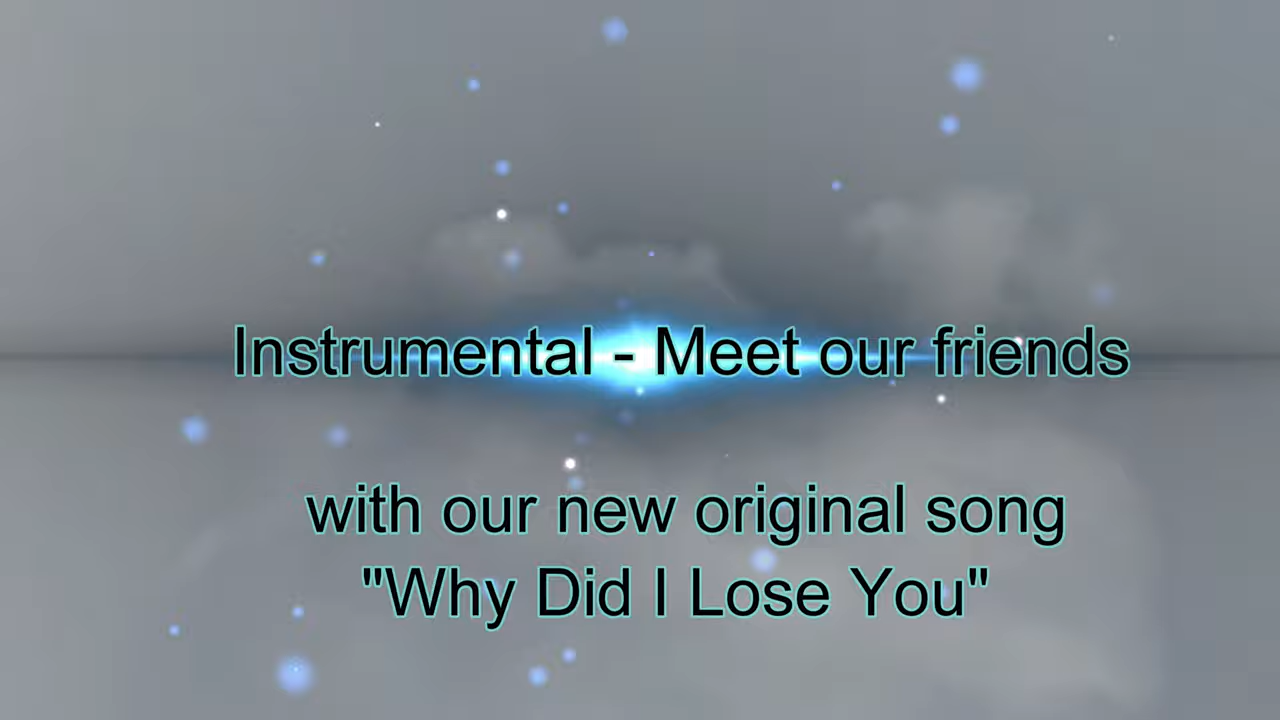 Instrumental - Meet our friends
with our new original song
"Why Did I Lose You"